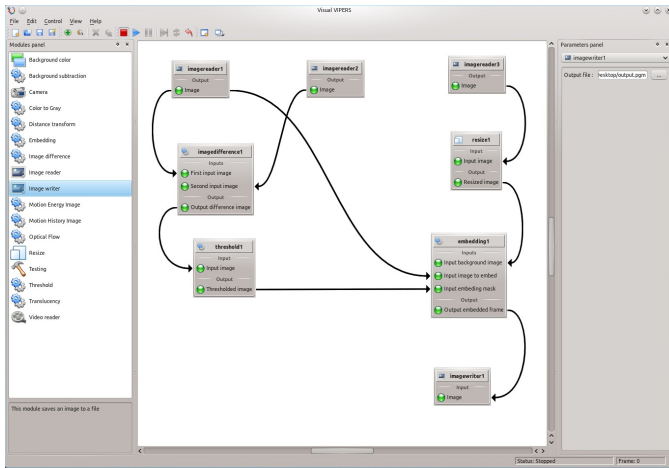 Visual VIPERS
File Edit Control View Help
Modules panel
Background color
Background subtraction
Camera
Color to Gray
Distance transform
Embedding
Image difference
Image reader
Image writer
Motion Energy Image
Motion History Image
Optical Flow
Resize
Testing
Threshold
Translucency
Video reader
This module saves an image to a file
imagereader1
Output
Image
imagereader2
Output
Image
imagereader3
Output
Image
imagedifference1
Inputs
First input image
Second input image
Output
Output difference image
resize1
Input
Input image
Output
Resized image
threshold1
Input
Input image
Output
Thresholded image
embedding1
Inputs
Input background image
Input image to embed
Input embeding mask
Output
Output embedded frame
imagewriter1
Input
Image
Parameters panel
imagewriter1
Output file : esktop/output.pgm ...
Status: Stopped
Frame: 0